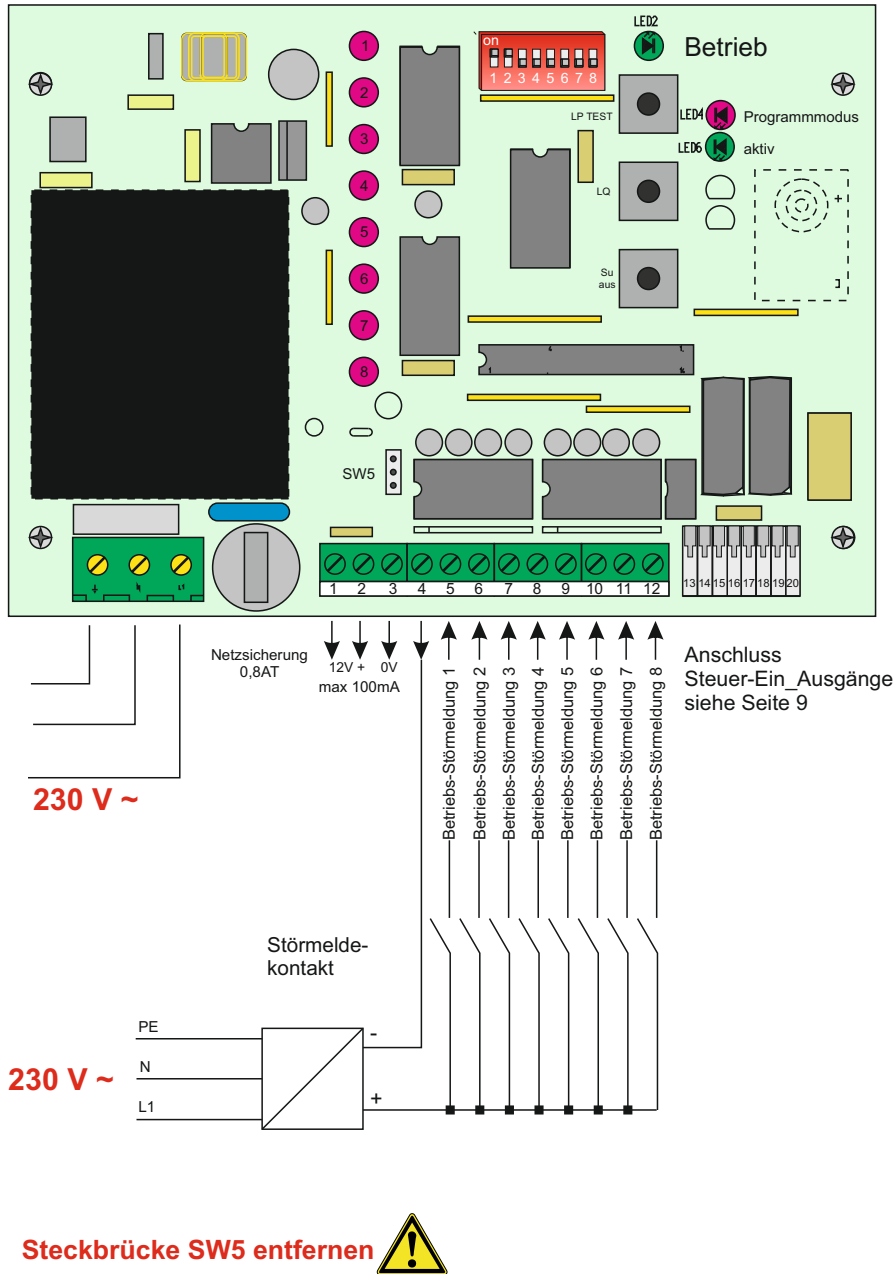 LED2
Betrieb
on
1 2 3 4 5 6 7 8
1
2
3
4
5
6
7
8
LP TEST
LED4
Programmmodus
LED6
aktiv
LQ
Su
aus
+
SW5
L1
1 2 3 4 5 6 7 8 9 10 11 12
13 14 15 16 17 18 19 20
Netzsicherung
0,8AT
12V + 0V
max 100mA
Betriebs-Störmeldung 1
Betriebs-Störmeldung 2
Betriebs-Störmeldung 3
Betriebs-Störmeldung 4
Betriebs-Störmeldung 5
Betriebs-Störmeldung 6
Betriebs-Störmeldung 7
Betriebs-Störmeldung 8
Anschluss
Steuer-Ein_Ausgänge
siehe Seite 9
230 V ~
Störmelde-
kontakt
PE
N
L1
-
+
230 V ~
Steckbrücke SW5 entfernen